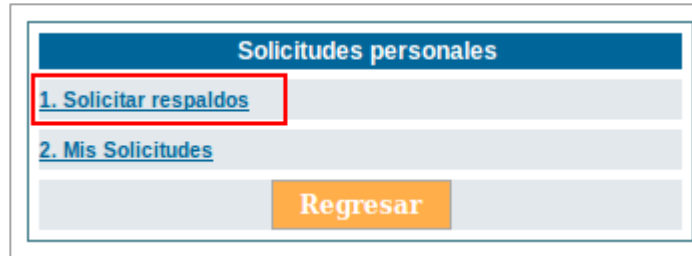 Solicitudes personales
1. Solicitar respaldos
2. Mis Solicitudes
Regresar